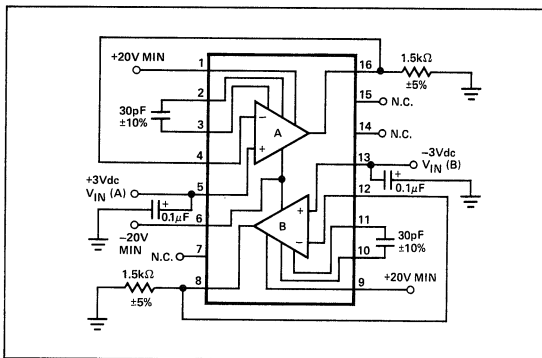 +20V MIN
1
16
1.5kΩ
±5%
2
15
N.C.
30pF
±10%
3
−
A
14
N.C.
4
+
+3Vdc
VIN (A)
5
13
−3Vdc
VIN (B)
+
0.1μF
12
+
0.1μF
−20V
MIN
6
+
B
−
11
30pF
±10%
N.C.
7
10
1.5kΩ
±5%
8
9
+20V MIN